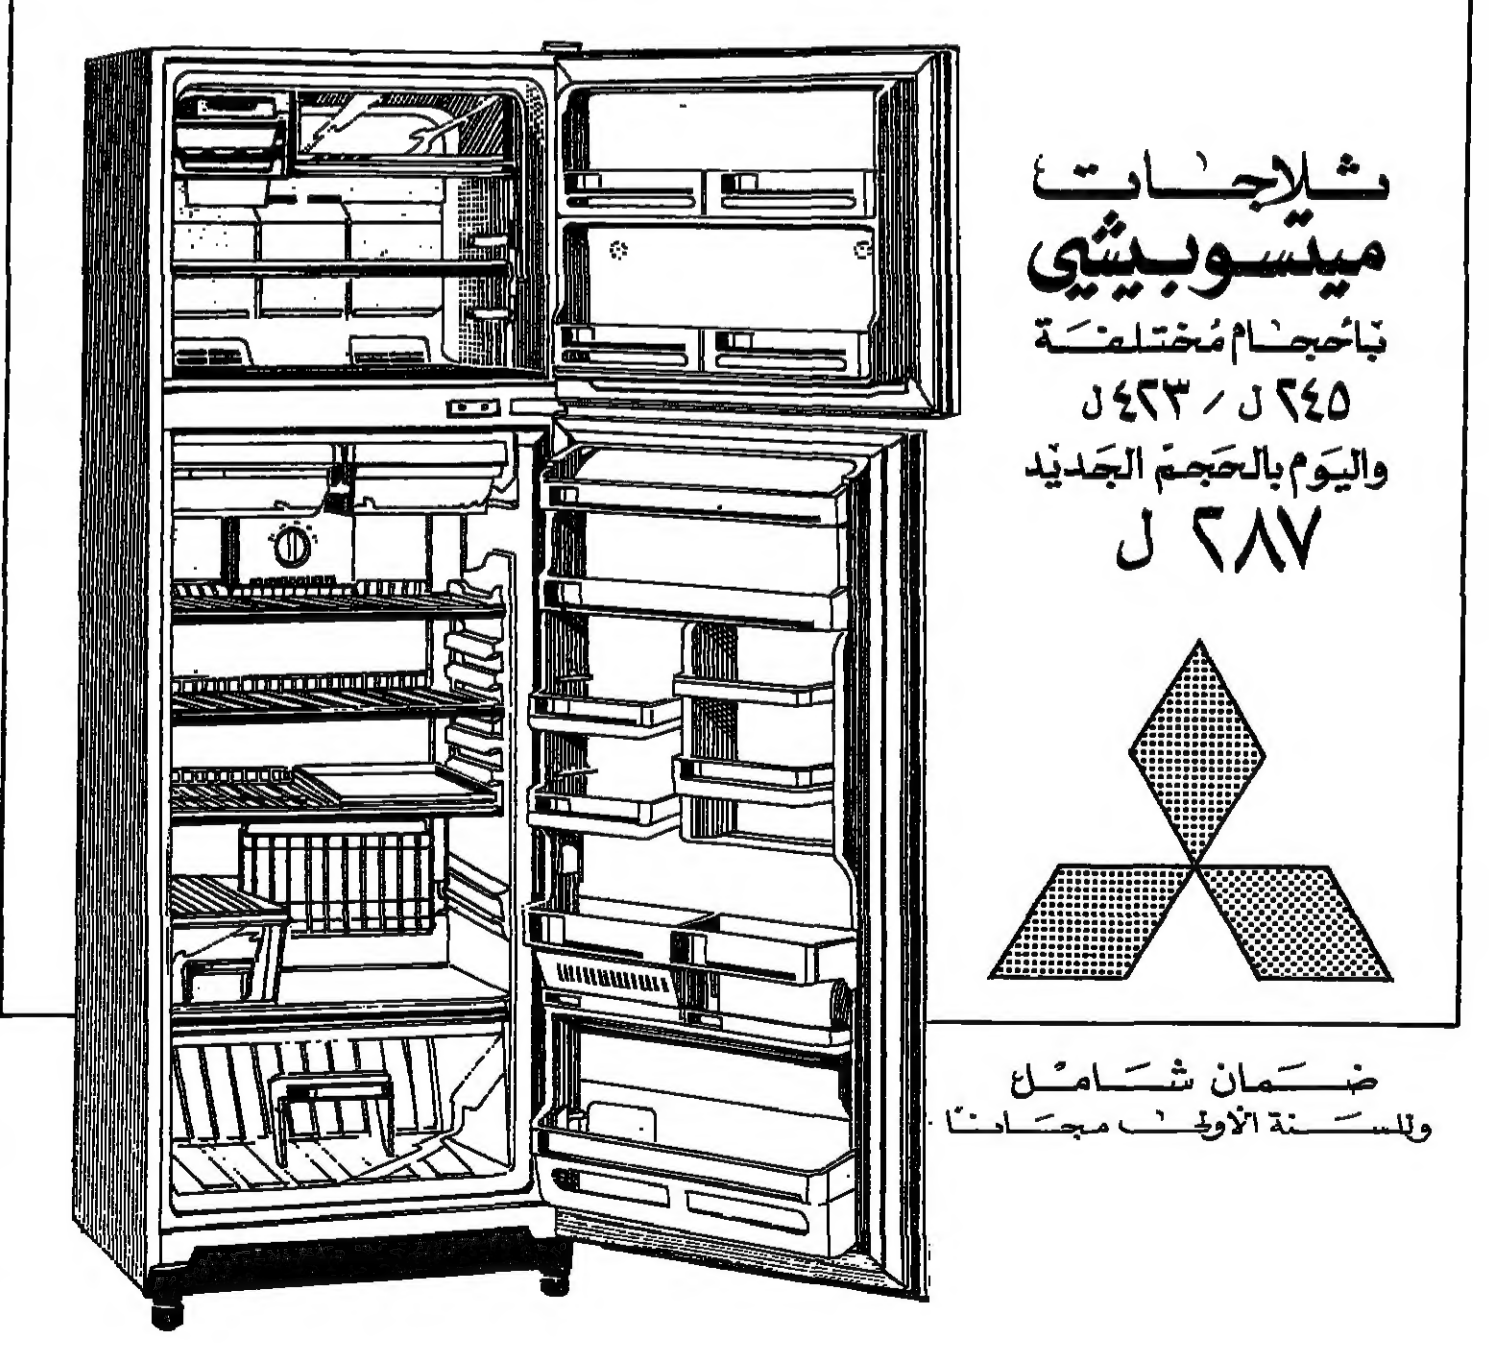 ثلاجات
ميتسوبيشي
بأحجام مختلفة
٢٤٥ ل / ٤٢٣ ل
واليوم بالحجم الجديد
٢٨٧ ل
ضمان شامل
وللسنة الأولى مجاناً